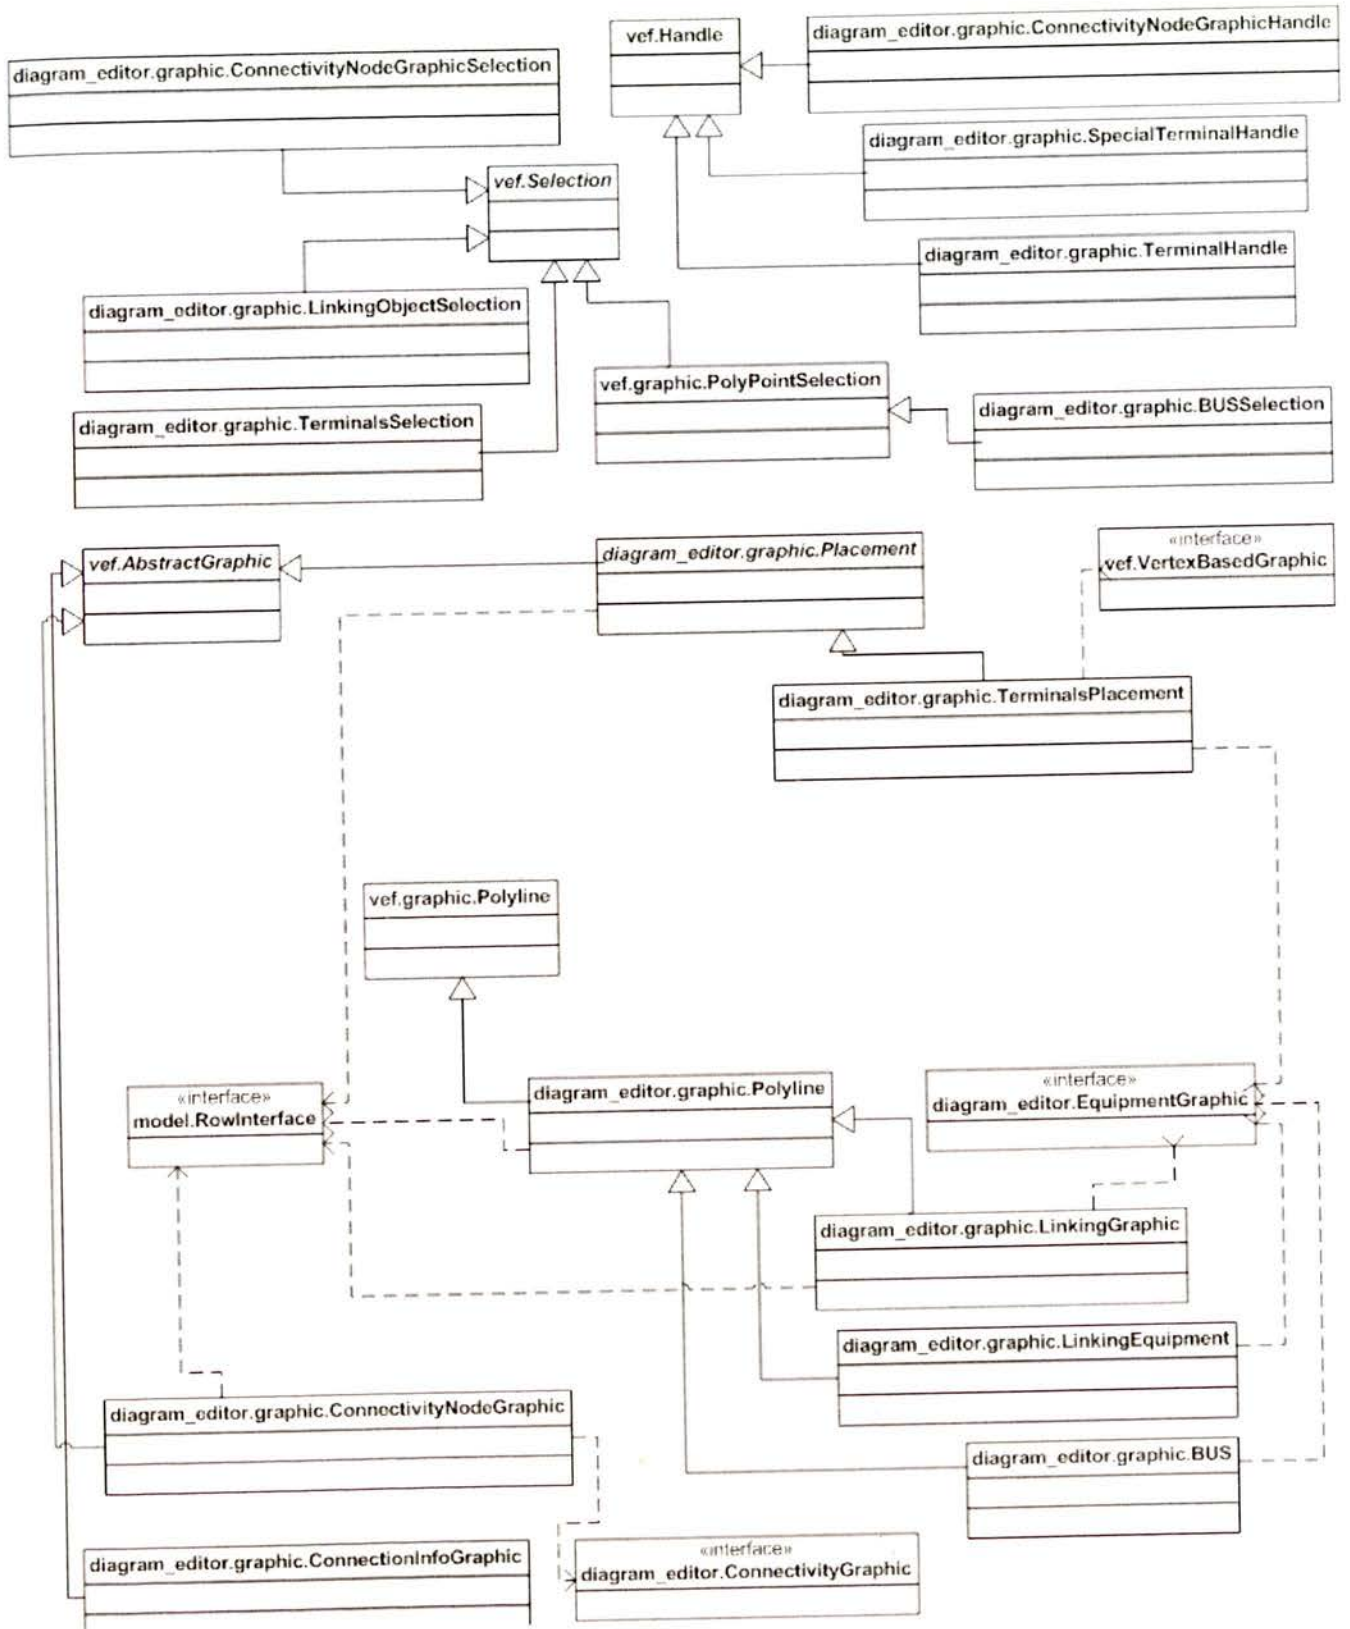 vef.Handle
diagram_editor.graphic.ConnectivityNodeGraphicHandle
diagram_editor.graphic.ConnectivityNodeGraphicSelection
diagram_editor.graphic.SpecialTerminalHandle
vef.Selection
diagram_editor.graphic.TerminalHandle
diagram_editor.graphic.LinkingObjectSelection
vef.graphic.PolyPointSelection
diagram_editor.graphic.BUSSelection
diagram_editor.graphic.TerminalsSelection
«interface»
vef.VertexBasedGraphic
vef.AbstractGraphic
diagram_editor.graphic.Placement
diagram_editor.graphic.TerminalsPlacement
vef.graphic.Polyline
«interface»
model.RowInterface
diagram_editor.graphic.Polyline
«interface»
diagram_editor.EquipmentGraphic
diagram_editor.graphic.LinkingGraphic
diagram_editor.graphic.LinkingEquipment
diagram_editor.graphic.ConnectivityNodeGraphic
diagram_editor.graphic.BUS
diagram_editor.graphic.ConnectionInfoGraphic
«interface»
diagram_editor.ConnectivityGraphic